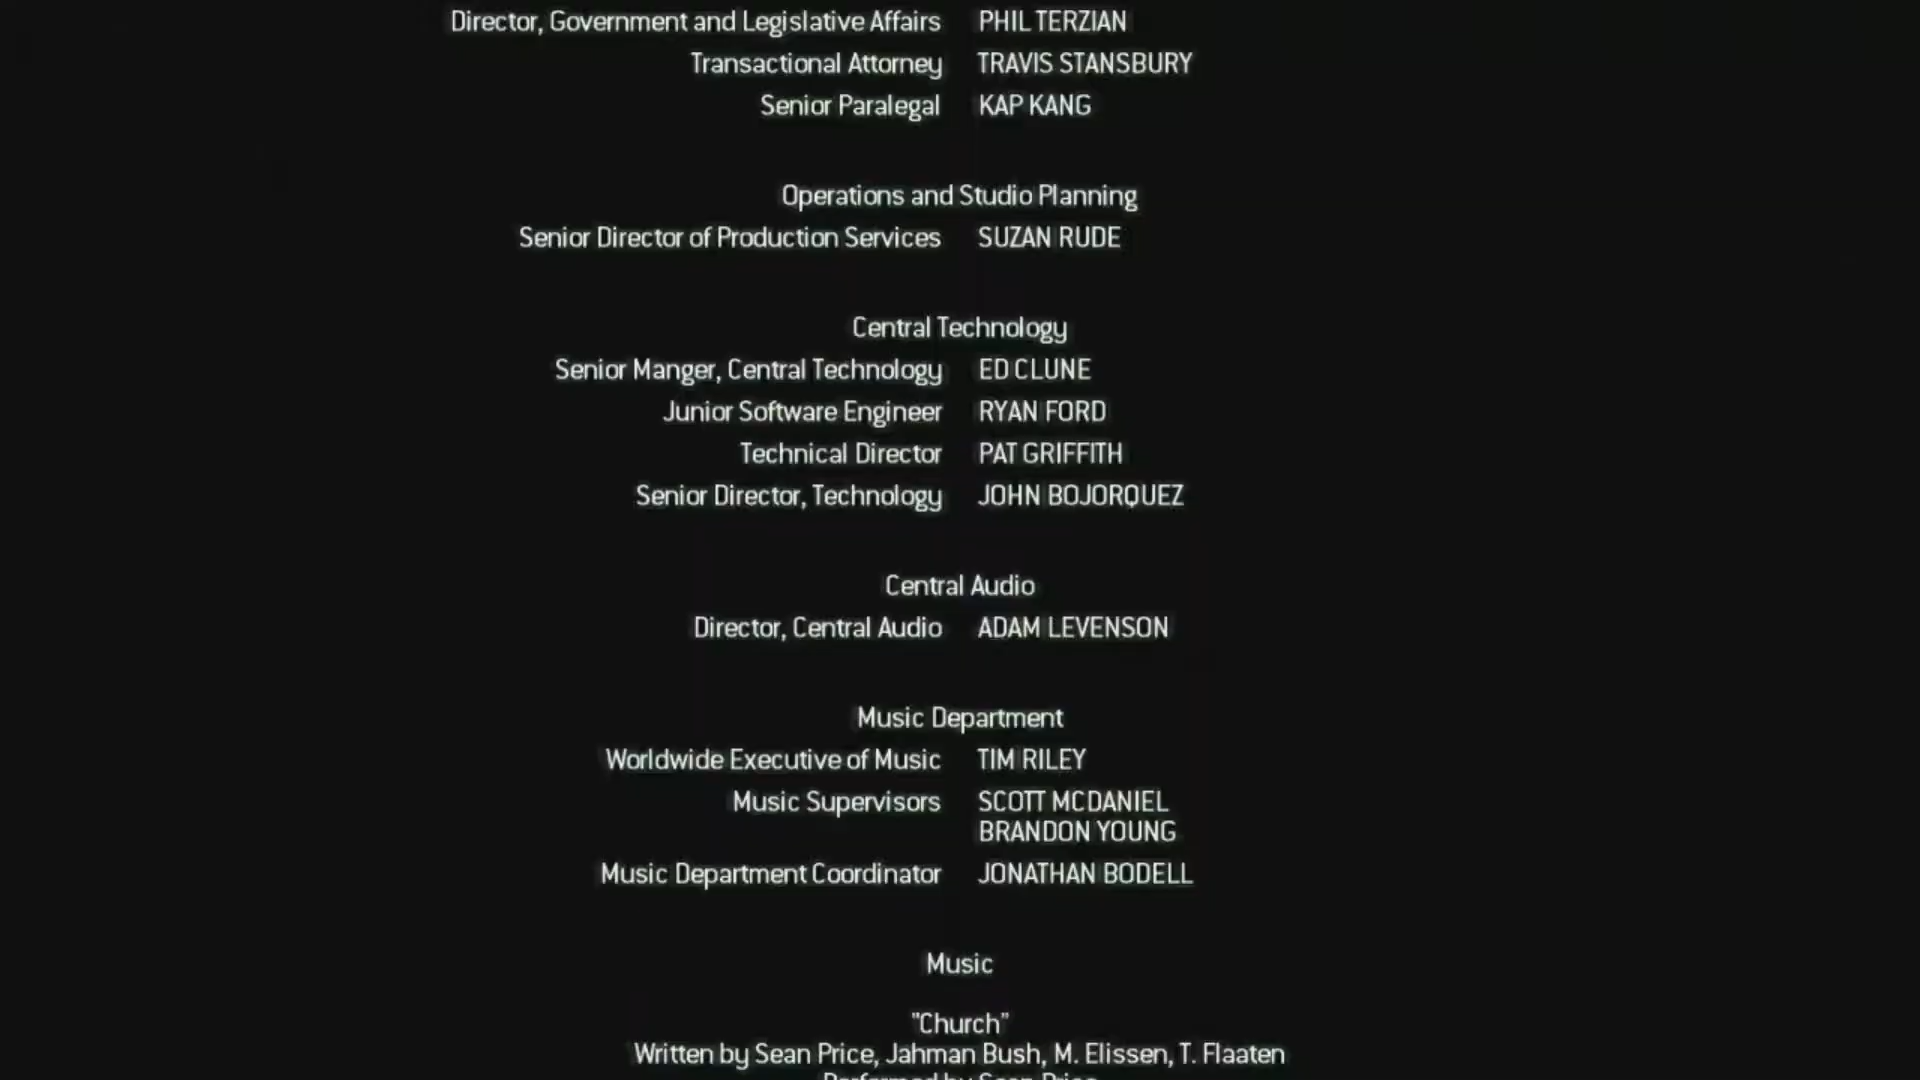 Director, Government and Legislative Affairs PHIL TERZIAN
Transactional Attorney TRAVIS STANSBURY
Senior Paralegal KAP KANG
Operations and Studio Planning
Senior Director of Production Services SUZAN RUDE
Central Technology
Senior Manger, Central Technology ED CLUNE
Junior Software Engineer RYAN FORD
Technical Director PAT GRIFFITH
Senior Director, Technology JOHN BOJORQUEZ
Central Audio
Director, Central Audio ADAM LEVENSON
Music Department
Worldwide Executive of Music TIM RILEY
Music Supervisors SCOTT MCDANIEL
BRANDON YOUNG
Music Department Coordinator JONATHAN BODELL
Music
"Church"
Written by Sean Price, Jahman Bush, M. Elissen, T. Flaaten
Performed by Sean Price